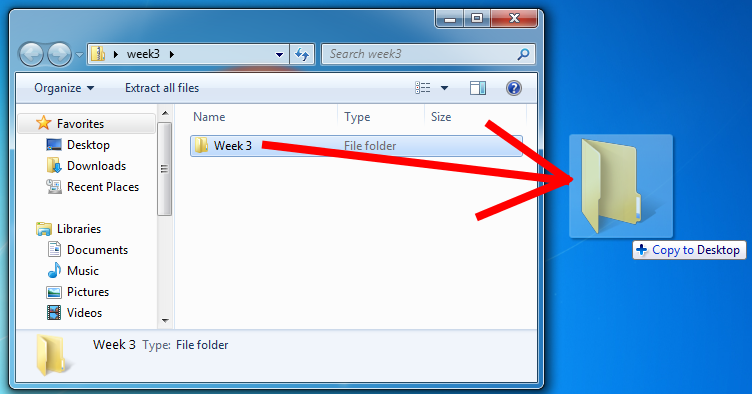 week3
Search week3
Organize
Extract all files
Name Type Size
Favorites
Desktop
Downloads
Recent Places
Libraries
Documents
Music
Pictures
Videos
Week 3 File folder
Copy to Desktop
Week 3 Type: File folder